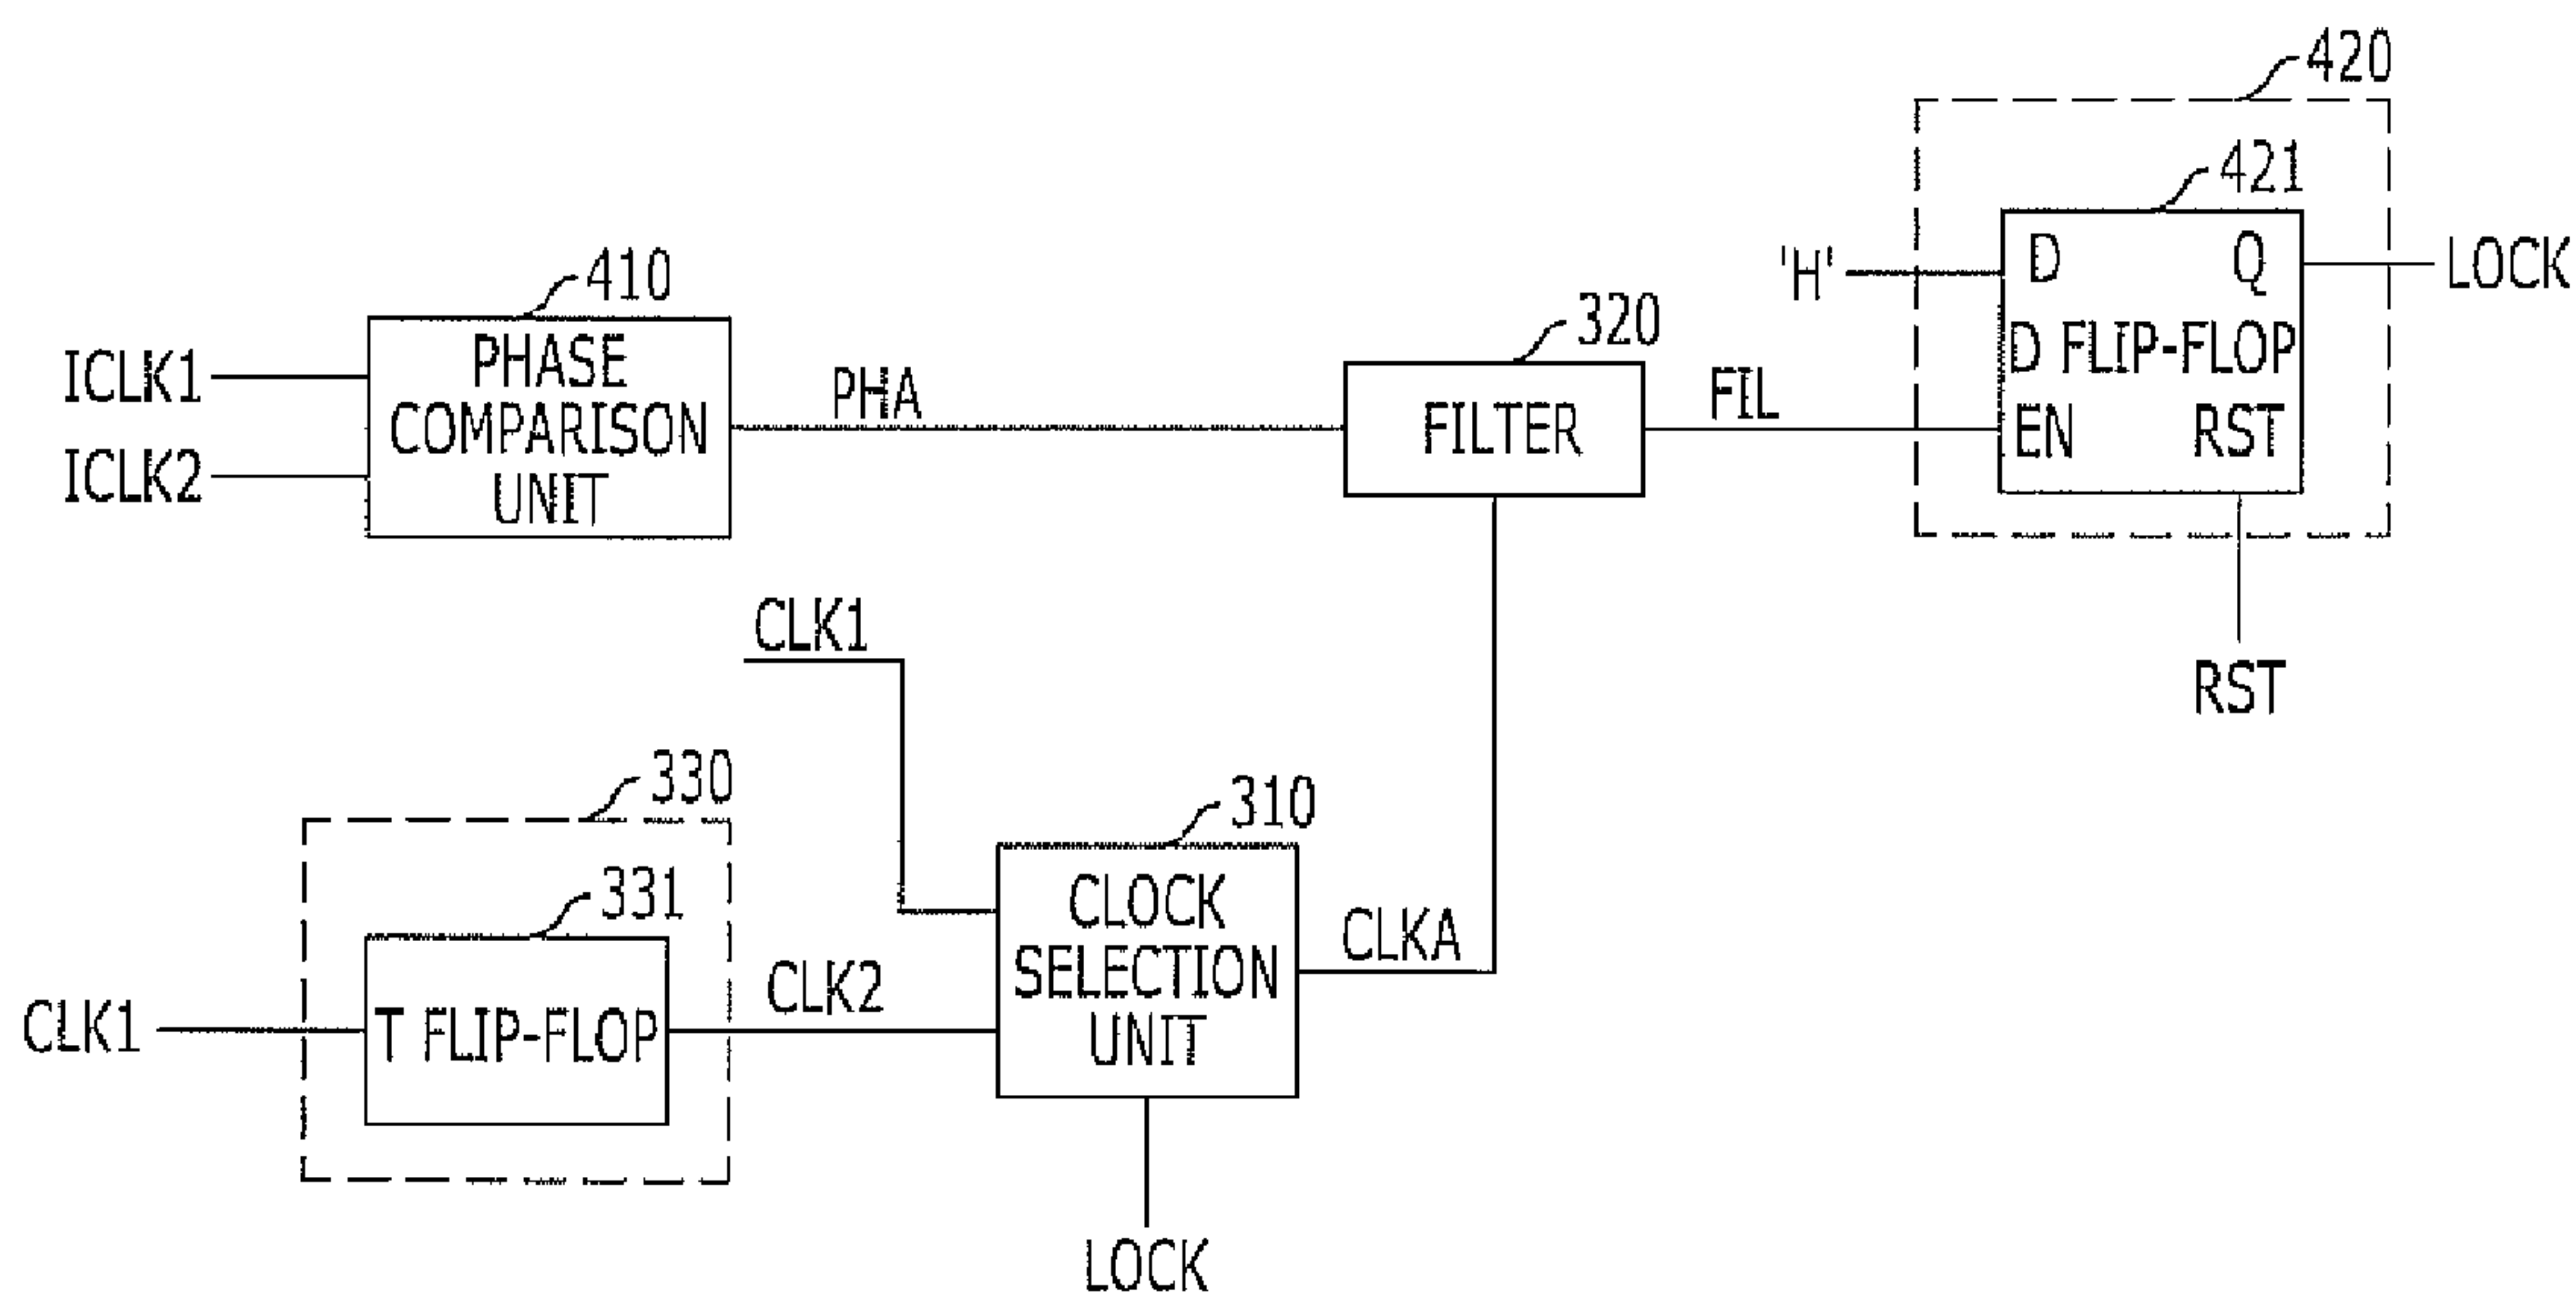 420
421
'H'
D
Q
LOCK
D FLIP-FLOP
EN
RST
RST
410
ICLK1
ICLK2
PHASE
COMPARISON
UNIT
PHA
320
FILTER
FIL
CLK1
330
331
CLK1
T FLIP-FLOP
CLK2
310
CLOCK
SELECTION
UNIT
CLKA
LOCK